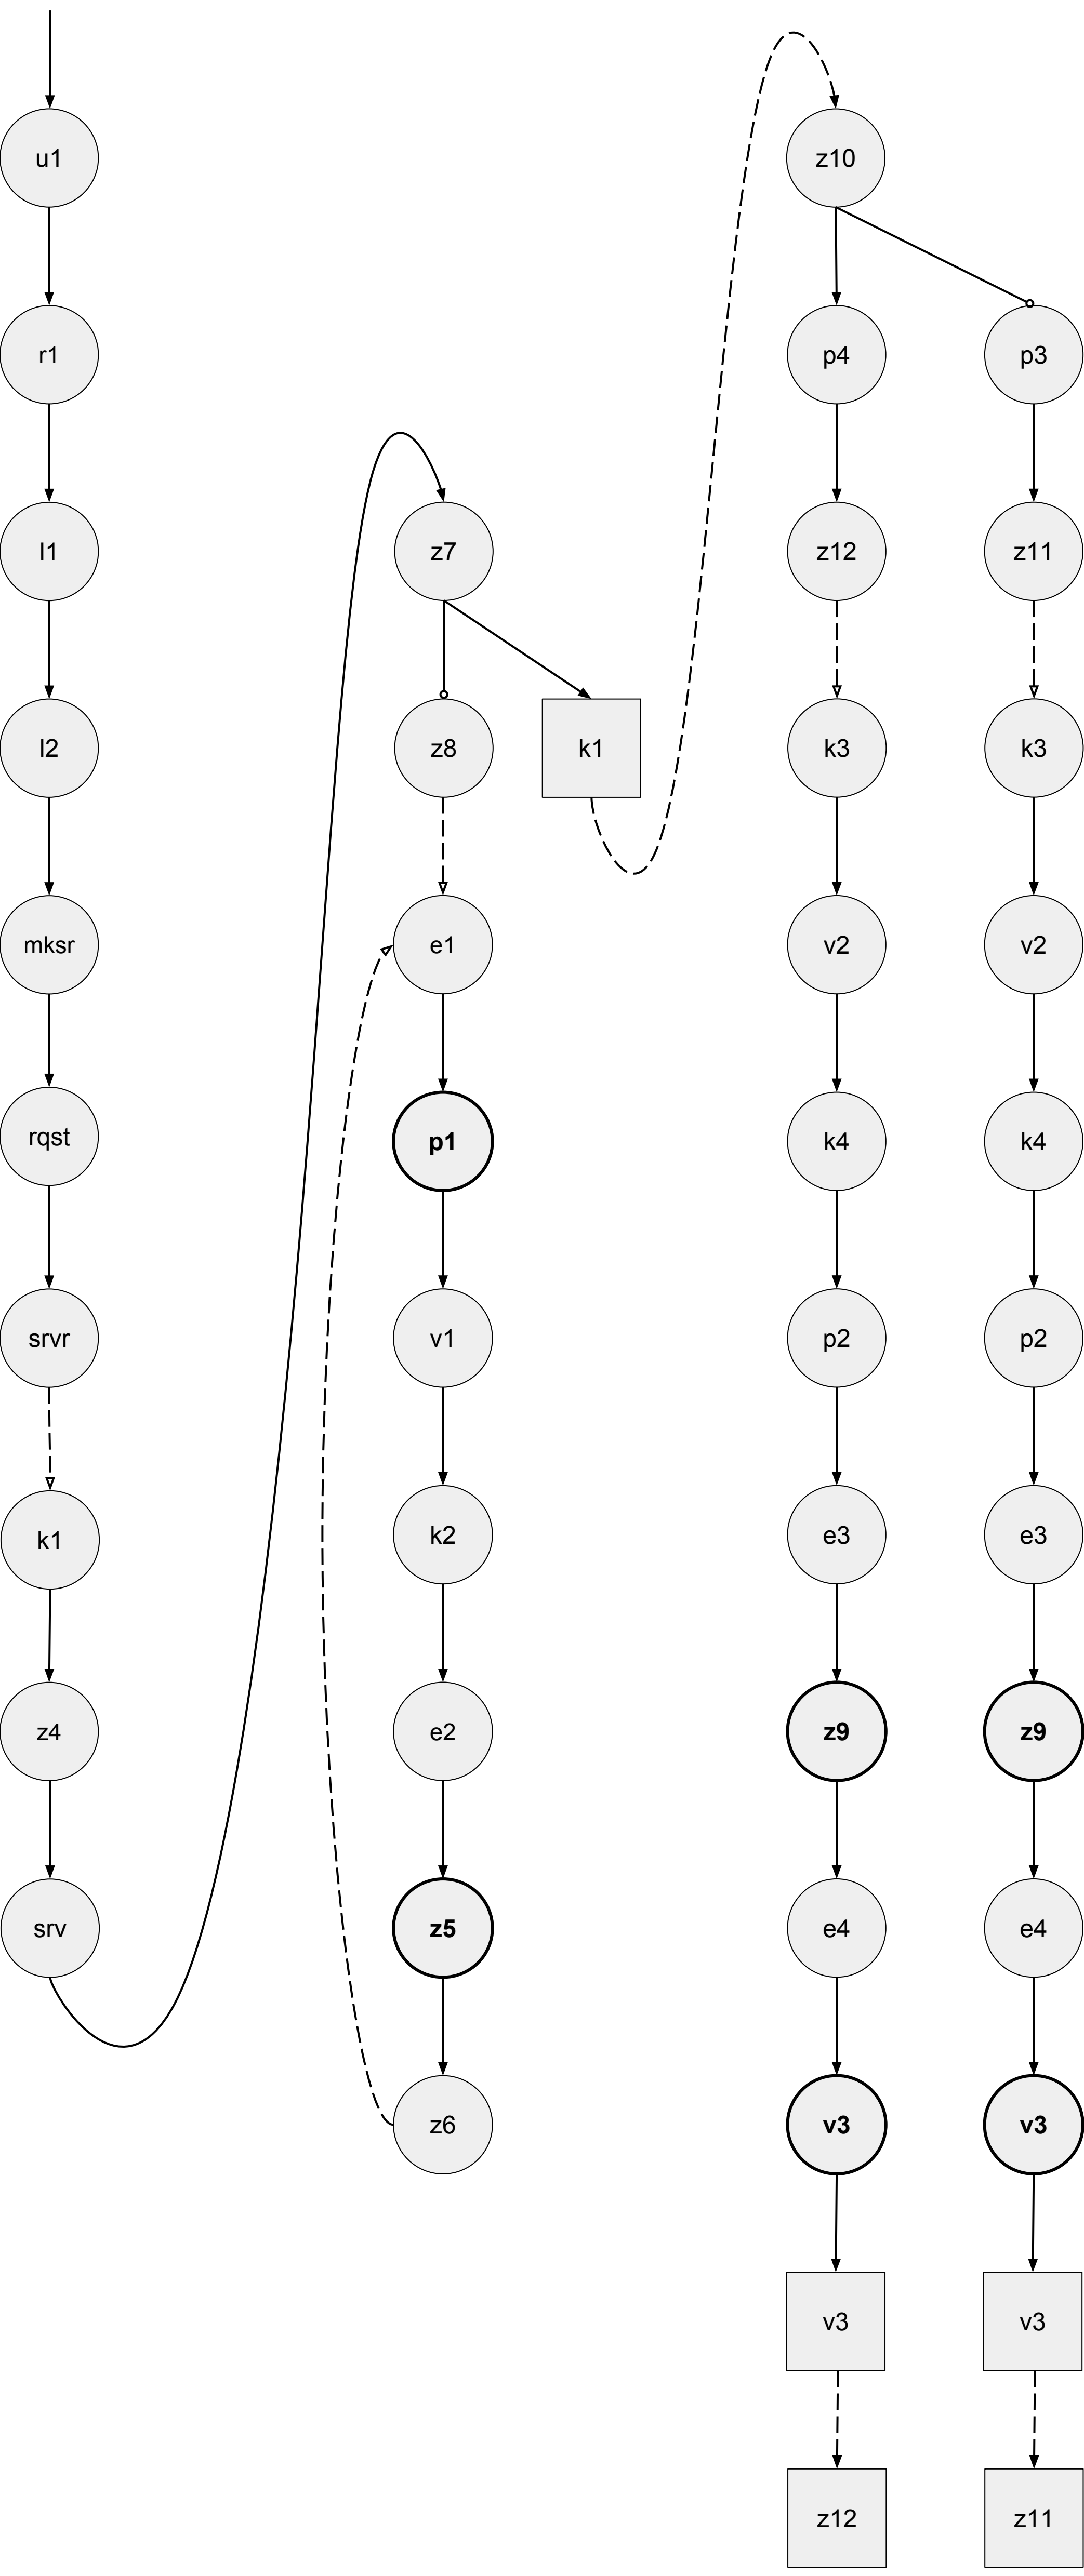 u1
r1
l1
l2
mksr
rqst
srvr
k1
z4
srv
z7
z8
k1
e1
p1
v1
k2
e2
z5
z6
z10
p4
z12
k3
v2
k4
p2
e3
z9
e4
v3
v3
z12
p3
z11
k3
v2
k4
p2
e3
z9
e4
v3
v3
z11